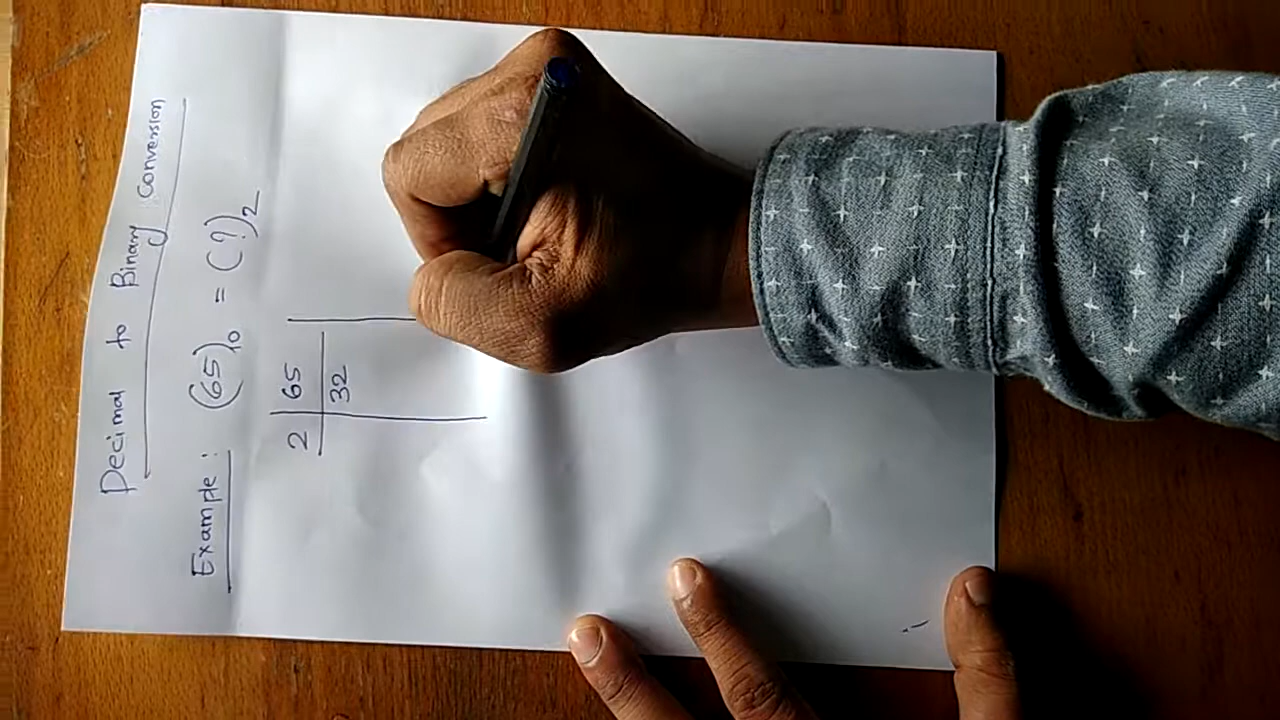 Decimal to Binary Conversion
Example : (65)10 = (?)2
2 65
32